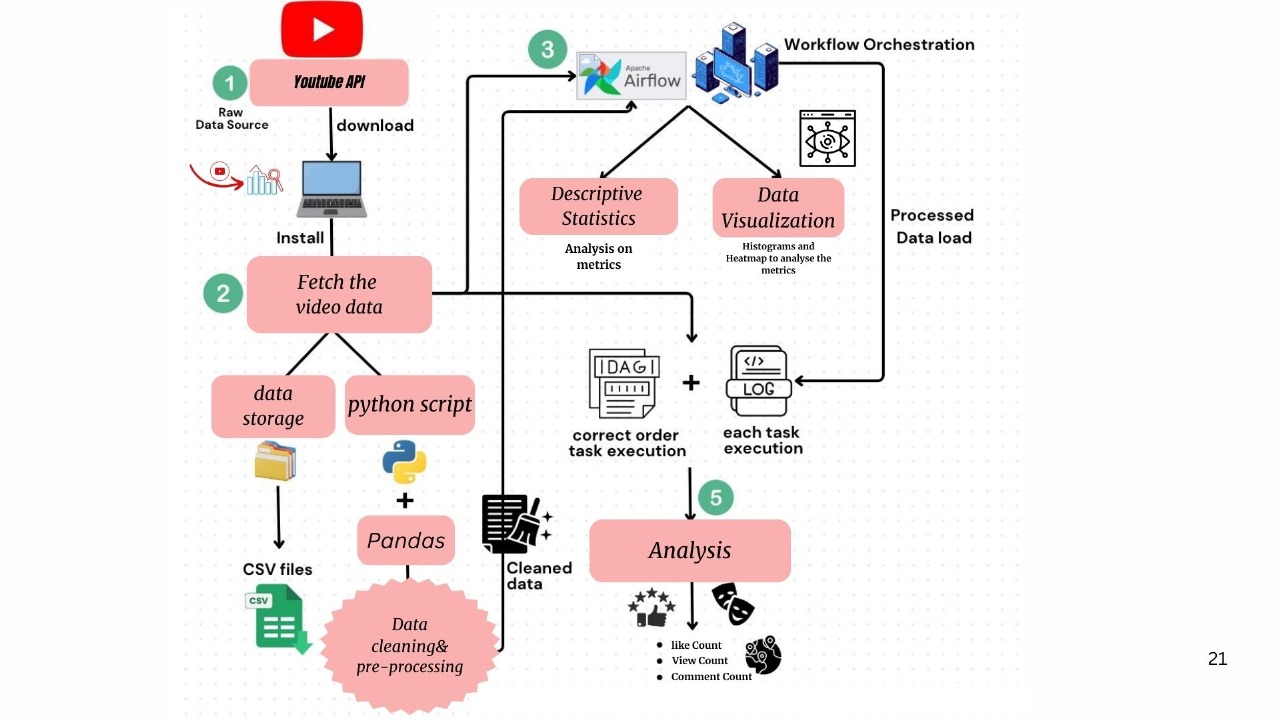 1
Youtube API
Raw
Data Source
download
Install
2
Fetch the
video data
data
storage
python script
+
CSV files
CSV
Pandas
Data
cleaning&
pre-processing
Cleaned
data
3
Apache
Airflow
Workflow Orchestration
Descriptive
Statistics
Analysis on
metrics
Data
Visualization
Histograms and
Heatmap to analyse the
metrics
Processed
Data load
IDAGI
+
</>
LOG
correct order
task execution
each task
execution
5
Analysis
• like Count
• View Count
• Comment Count
21